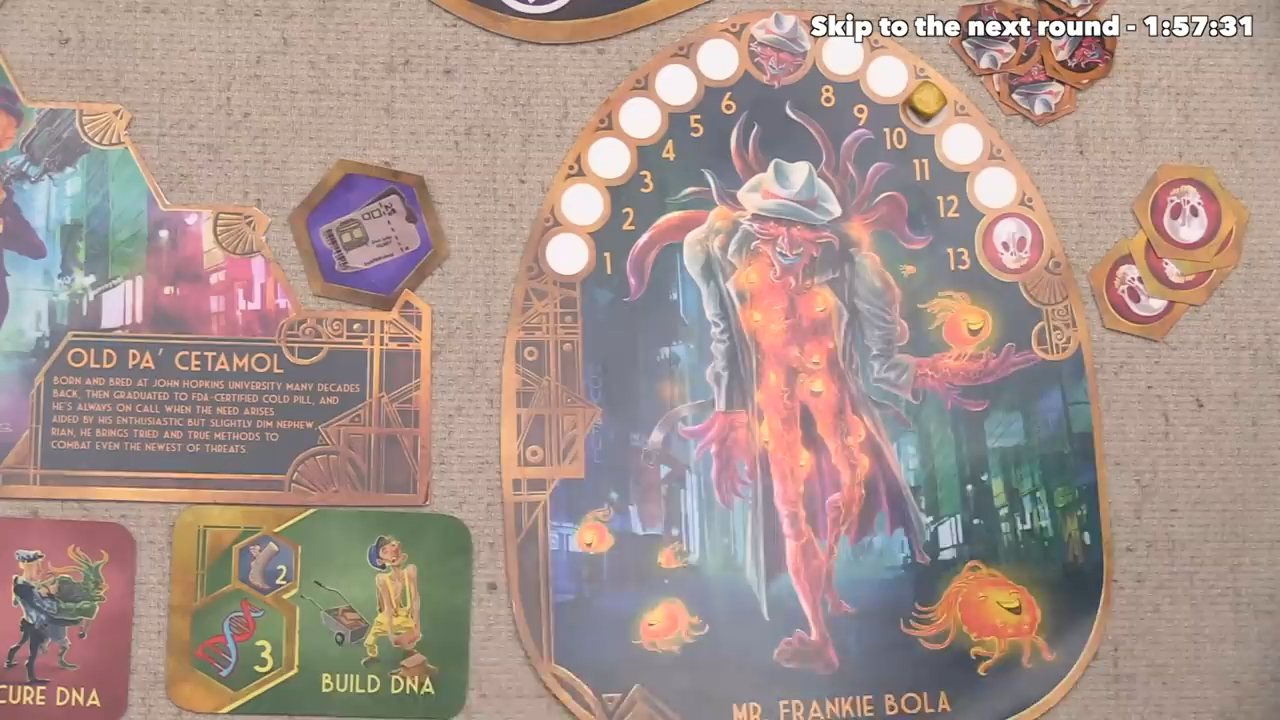 Skip to the next round - 1:57:31
6
8
5
9
4
10
3
11
2
12
1
13
OLD PA' CETAMOL
BORN AND BRED AT JOHN HOPKINS UNIVERSITY MANY DECADES
BACK, THEN GRADUATED TO FDA-CERTIFIED COLD PILL, AND
HE'S ALWAYS ON CALL WHEN THE NEED ARISES.
AIDED BY HIS ENTHUSIASTIC BUT SLIGHTLY DIM NEPHEW,
RIAN, HE BRINGS TRIED AND TRUE METHODS TO
COMBAT EVEN THE NEWEST OF THREATS.
2
3
CURE DNA
BUILD DNA
MR. FRANKIE BOLA